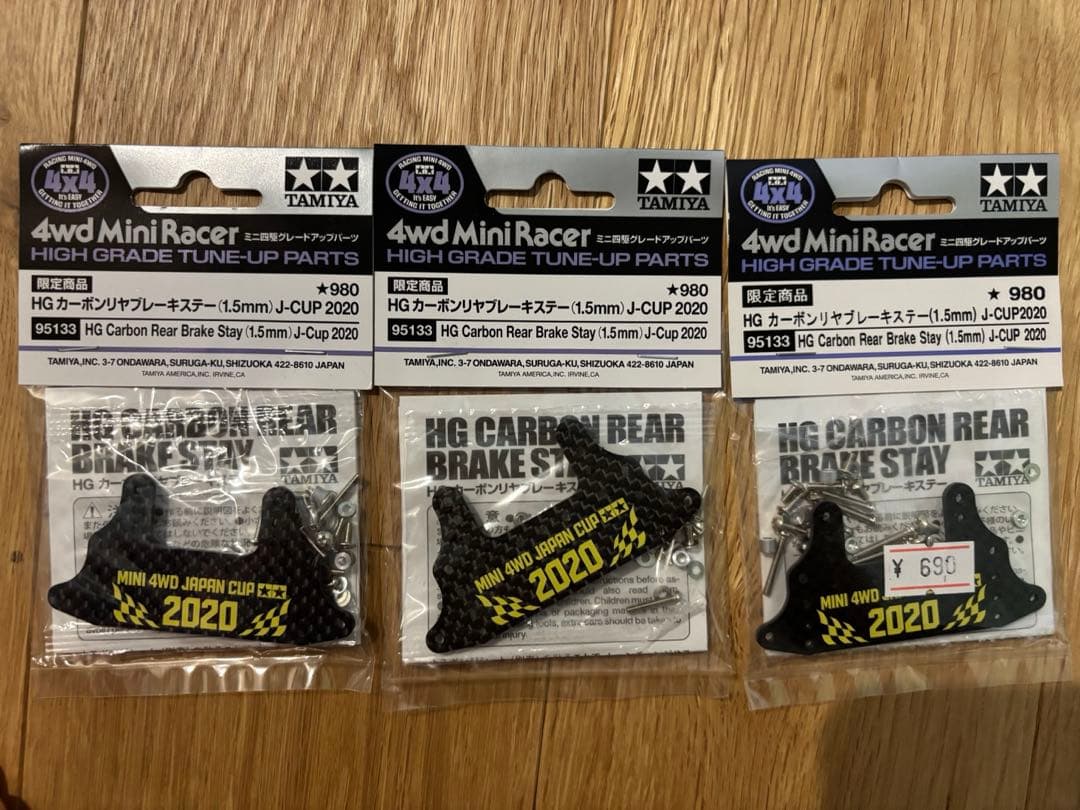 RACING MINI 4WD
4x4
It's EASY
GETTING IT TOGETHER
TAMIYA
4wd Mini Racer ミニ四駆グレードアップパーツ
HIGH GRADE TUNE-UP PARTS
限定商品 ★980
HG カーボンリヤブレーキステー(1.5mm) J-CUP 2020
95133 HG Carbon Rear Brake Stay (1.5mm) J-Cup 2020
TAMIYA,INC. 3-7 ONDAWARA, SURUGA-KU, SHIZUOKA 422-8610 JAPAN
TAMIYA AMERICA,INC. IRVINE,CA
HG CARBON REAR
BRAKE STAY
TAMIYA
MINI 4WD JAPAN CUP
2020
RACING MINI 4WD
4x4
It's EASY
GETTING IT TOGETHER
TAMIYA
4wd Mini Racer ミニ四駆グレードアップパーツ
HIGH GRADE TUNE-UP PARTS
限定商品 ★980
HG カーボンリヤブレーキステー(1.5mm) J-CUP 2020
95133 HG Carbon Rear Brake Stay (1.5mm) J-Cup 2020
TAMIYA,INC. 3-7 ONDAWARA, SURUGA-KU, SHIZUOKA 422-8610 JAPAN
TAMIYA AMERICA,INC. IRVINE,CA
HG CARBON REAR
BRAKE
MINI 4WD JAPAN CUP
2020
RACING MINI 4WD
4x4
It's EASY
GETTING IT TOGETHER
TAMIYA
4wd Mini Racer ミニ四駆グレードアップパーツ
HIGH GRADE TUNE-UP PARTS
限定商品 ★ 980
HG カーボンリヤブレーキステー(1.5mm) J-CUP2020
95133 HG Carbon Rear Brake Stay (1.5mm) J-Cup 2020
TAMIYA,INC. 3-7 ONDAWARA, SURUGA-KU, SHIZUOKA 422-8610 JAPAN
TAMIYA AMERICA,INC. IRVINE,CA
HG CARBON REAR
BRAKE STAY
TAMIYA
HG カーボンリヤブレーキステー
¥ 690
MINI 4WD
2020